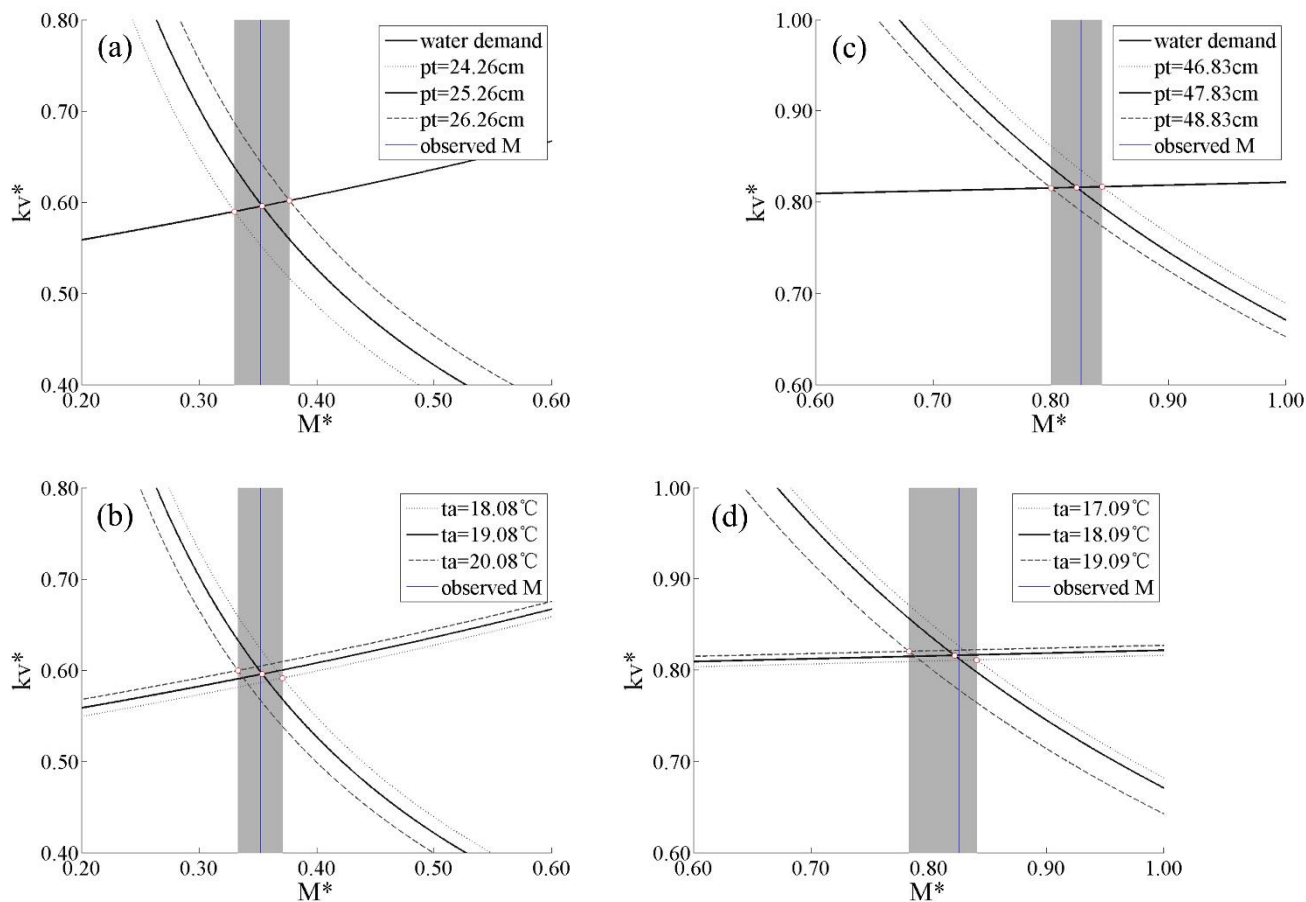 (a)
water demand
pt=24.26cm
pt=25.26cm
pt=26.26cm
observed M
0.80
0.70
0.60
0.50
0.40
kv*
0.20 0.30 0.40 0.50 0.60
M*
(c)
water demand
pt=46.83cm
pt=47.83cm
pt=48.83cm
observed M
1.00
0.90
0.80
0.70
0.60
kv*
0.60 0.70 0.80 0.90 1.00
M*
(b)
ta=18.08℃
ta=19.08℃
ta=20.08℃
observed M
0.80
0.70
0.60
0.50
0.40
kv*
0.20 0.30 0.40 0.50 0.60
M*
(d)
ta=17.09℃
ta=18.09℃
ta=19.09℃
observed M
1.00
0.90
0.80
0.70
0.60
kv*
0.60 0.70 0.80 0.90 1.00
M*